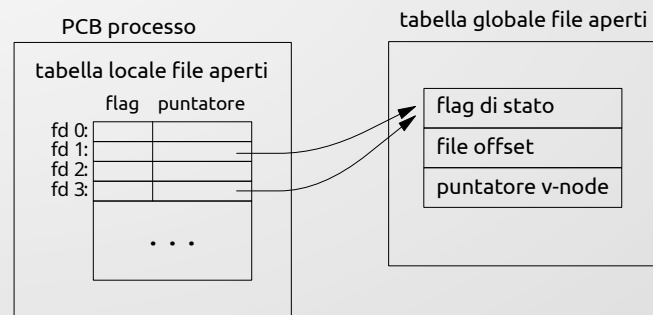 PCB processo
tabella locale file aperti
flag puntatore
fd 0:
fd 1:
fd 2:
fd 3:
. . .
tabella globale file aperti
flag di stato
file offset
puntatore v-node